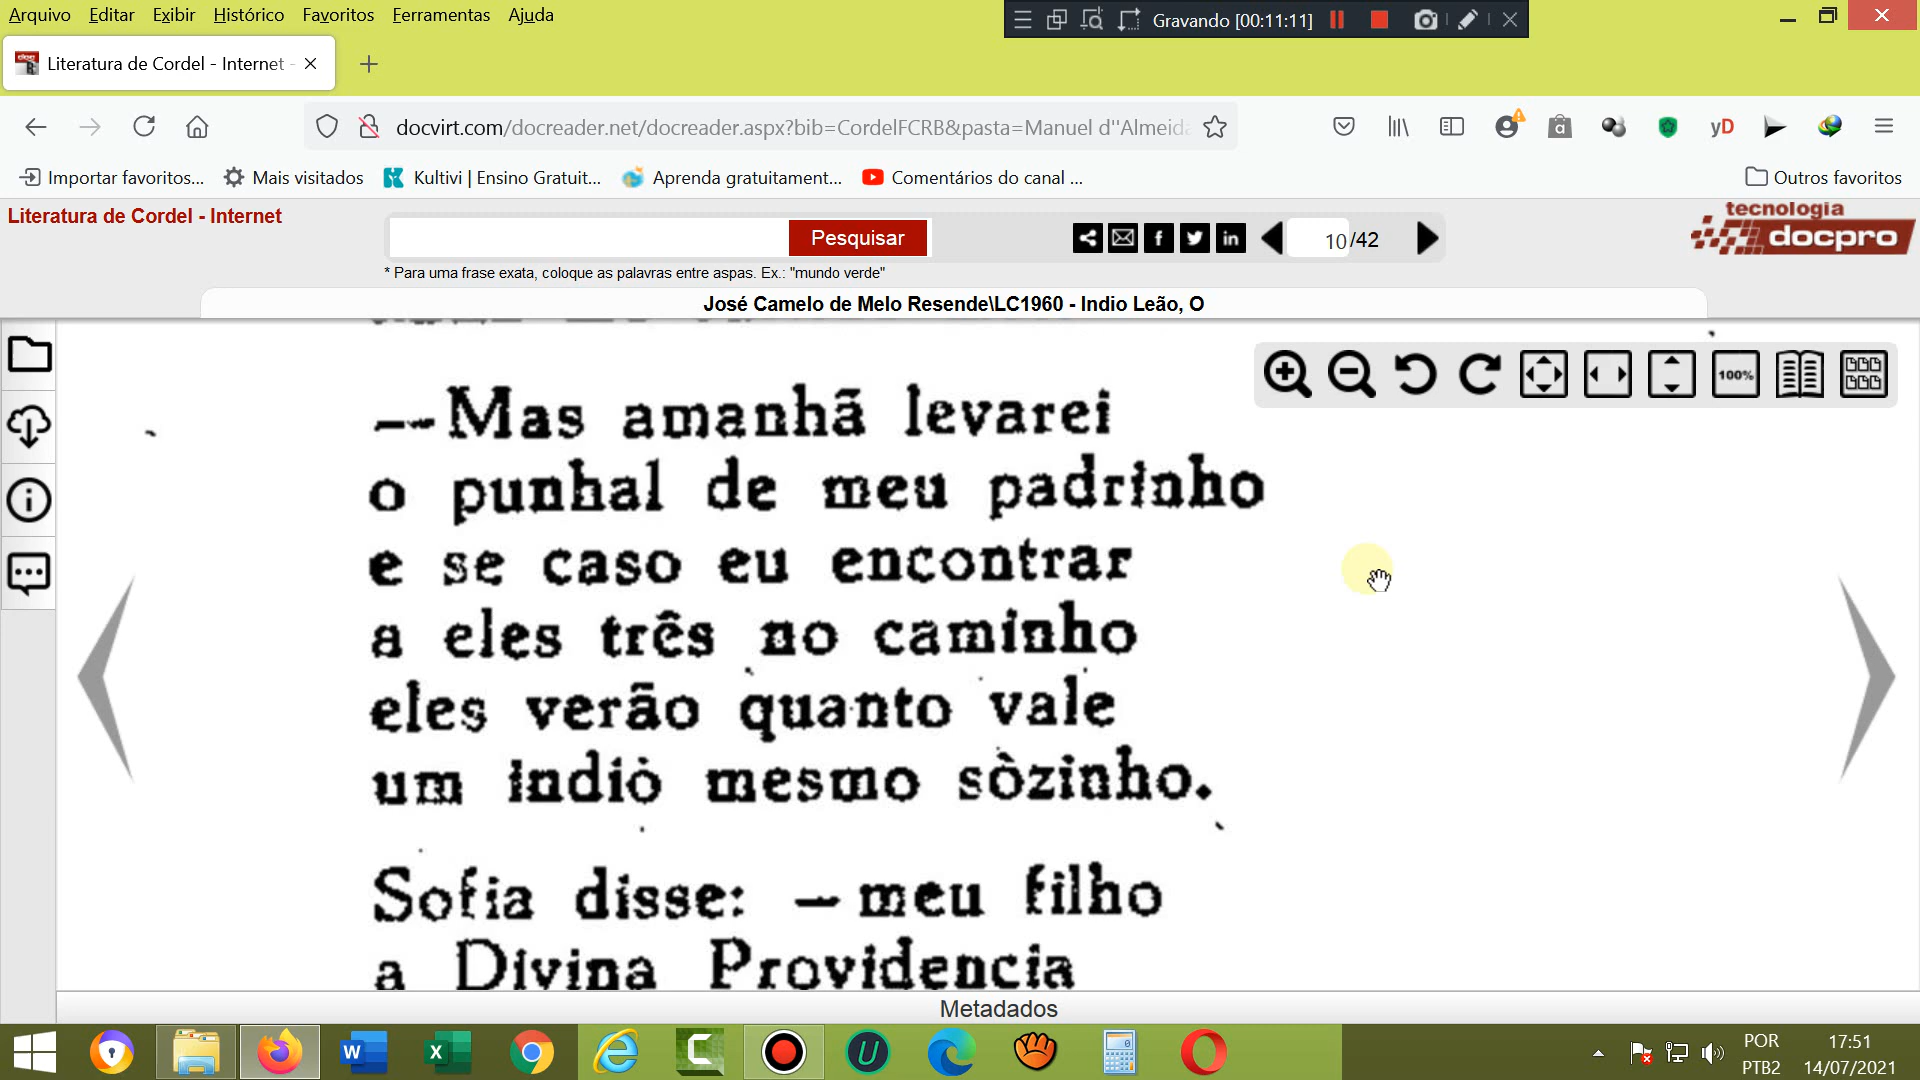 Arquivo Editar Exibir Histórico Favoritos Ferramentas Ajuda
Gravando [00:11:11]
Literatura de Cordel - Internet -
docvirt.com/docreader.net/docreader.aspx?bib=CordelFCRB&pasta=Manuel d''Almeida
Importar favoritos... Mais visitados Kultivi | Ensino Gratuit... Aprenda gratuitament... Comentários do canal ... Outros favoritos
Literatura de Cordel - Internet
Pesquisar
10 /42
tecnologia
docpro
* Para uma frase exata, coloque as palavras entre aspas. Ex.: "mundo verde"
José Camelo de Melo Resende\LC1960 - Indio Leão, O
100%
—Mas amanhã levarei
o punhal de meu padrinho
e se caso eu encontrar
a eles três no caminho
eles verão quanto vale
um indio mesmo sòzinho.
Sofia disse: — meu filho
a Divina Providencia
Metadados
POR
PTB2
17:51
14/07/2021